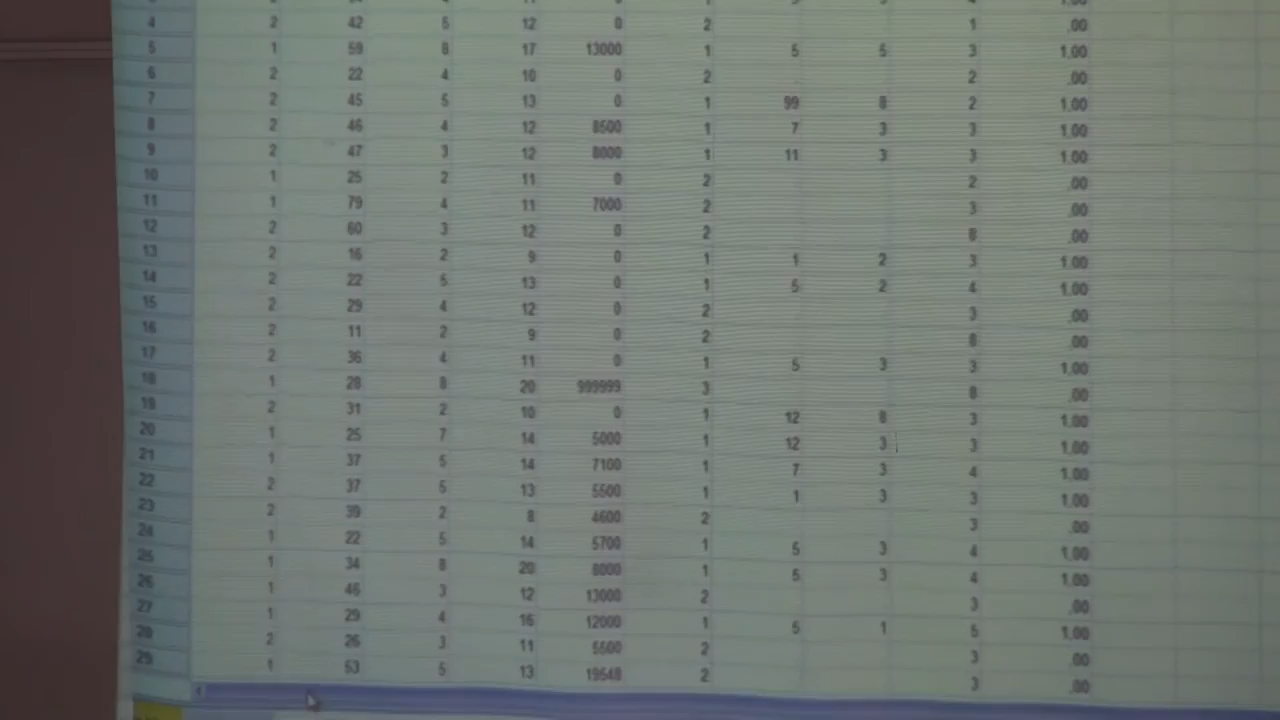 4 2 42 5 12 0 2 1 .00
5 1 59 8 17 13000 1 5 5 3 1.00
6 2 22 4 10 0 2 2 .00
7 2 45 5 13 0 1 99 8 2 1.00
8 2 46 4 12 8500 1 7 3 3 1.00
9 2 47 3 12 8000 1 11 3 3 1.00
10 1 25 2 11 0 2 2 .00
11 1 79 4 11 7000 2 3 .00
12 2 60 3 12 0 2 8 .00
13 2 16 2 9 0 1 1 2 3 1.00
14 2 22 5 13 0 1 5 2 4 1.00
15 2 29 4 12 0 2 3 .00
16 2 11 2 9 0 2 8 .00
17 2 36 4 11 0 1 5 3 3 1.00
18 1 28 8 20 999999 3 8 .00
19 2 31 2 10 0 1 12 8 3 1.00
20 1 25 7 14 5000 1 12 3 3 1.00
21 1 37 5 14 7100 1 7 3 4 1.00
22 2 37 5 13 5500 1 1 3 3 1.00
23 2 39 2 8 4600 2 3 .00
24 1 22 5 14 5700 1 5 3 4 1.00
25 1 34 8 20 8000 1 5 3 4 1.00
26 1 46 3 12 13000 2 3 .00
27 1 29 4 16 12000 1 5 1 5 1.00
28 2 26 3 11 5500 2 3 .00
29 1 53 5 13 19548 2 3 .00